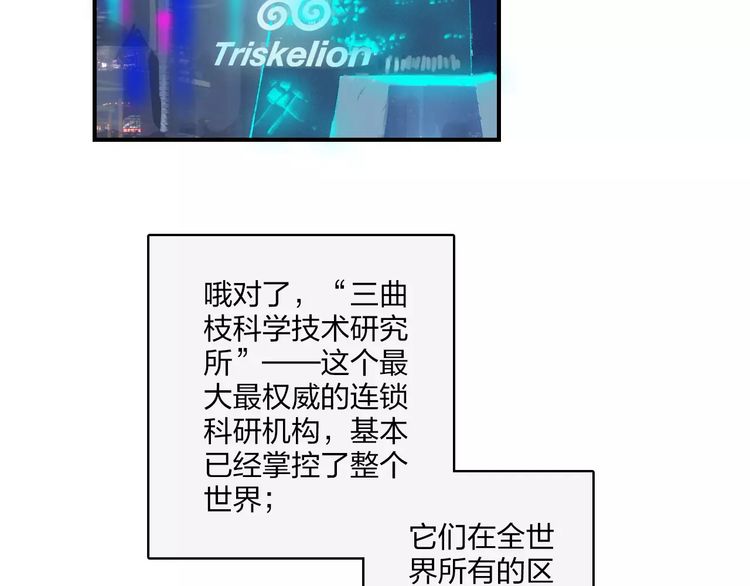 Triskelion
哦对了，“三曲
枝科学技术研究
所”——这个最
大最权威的连锁
科研机构，基本
已经掌控了整个
世界；
它们在全世
界所有的区